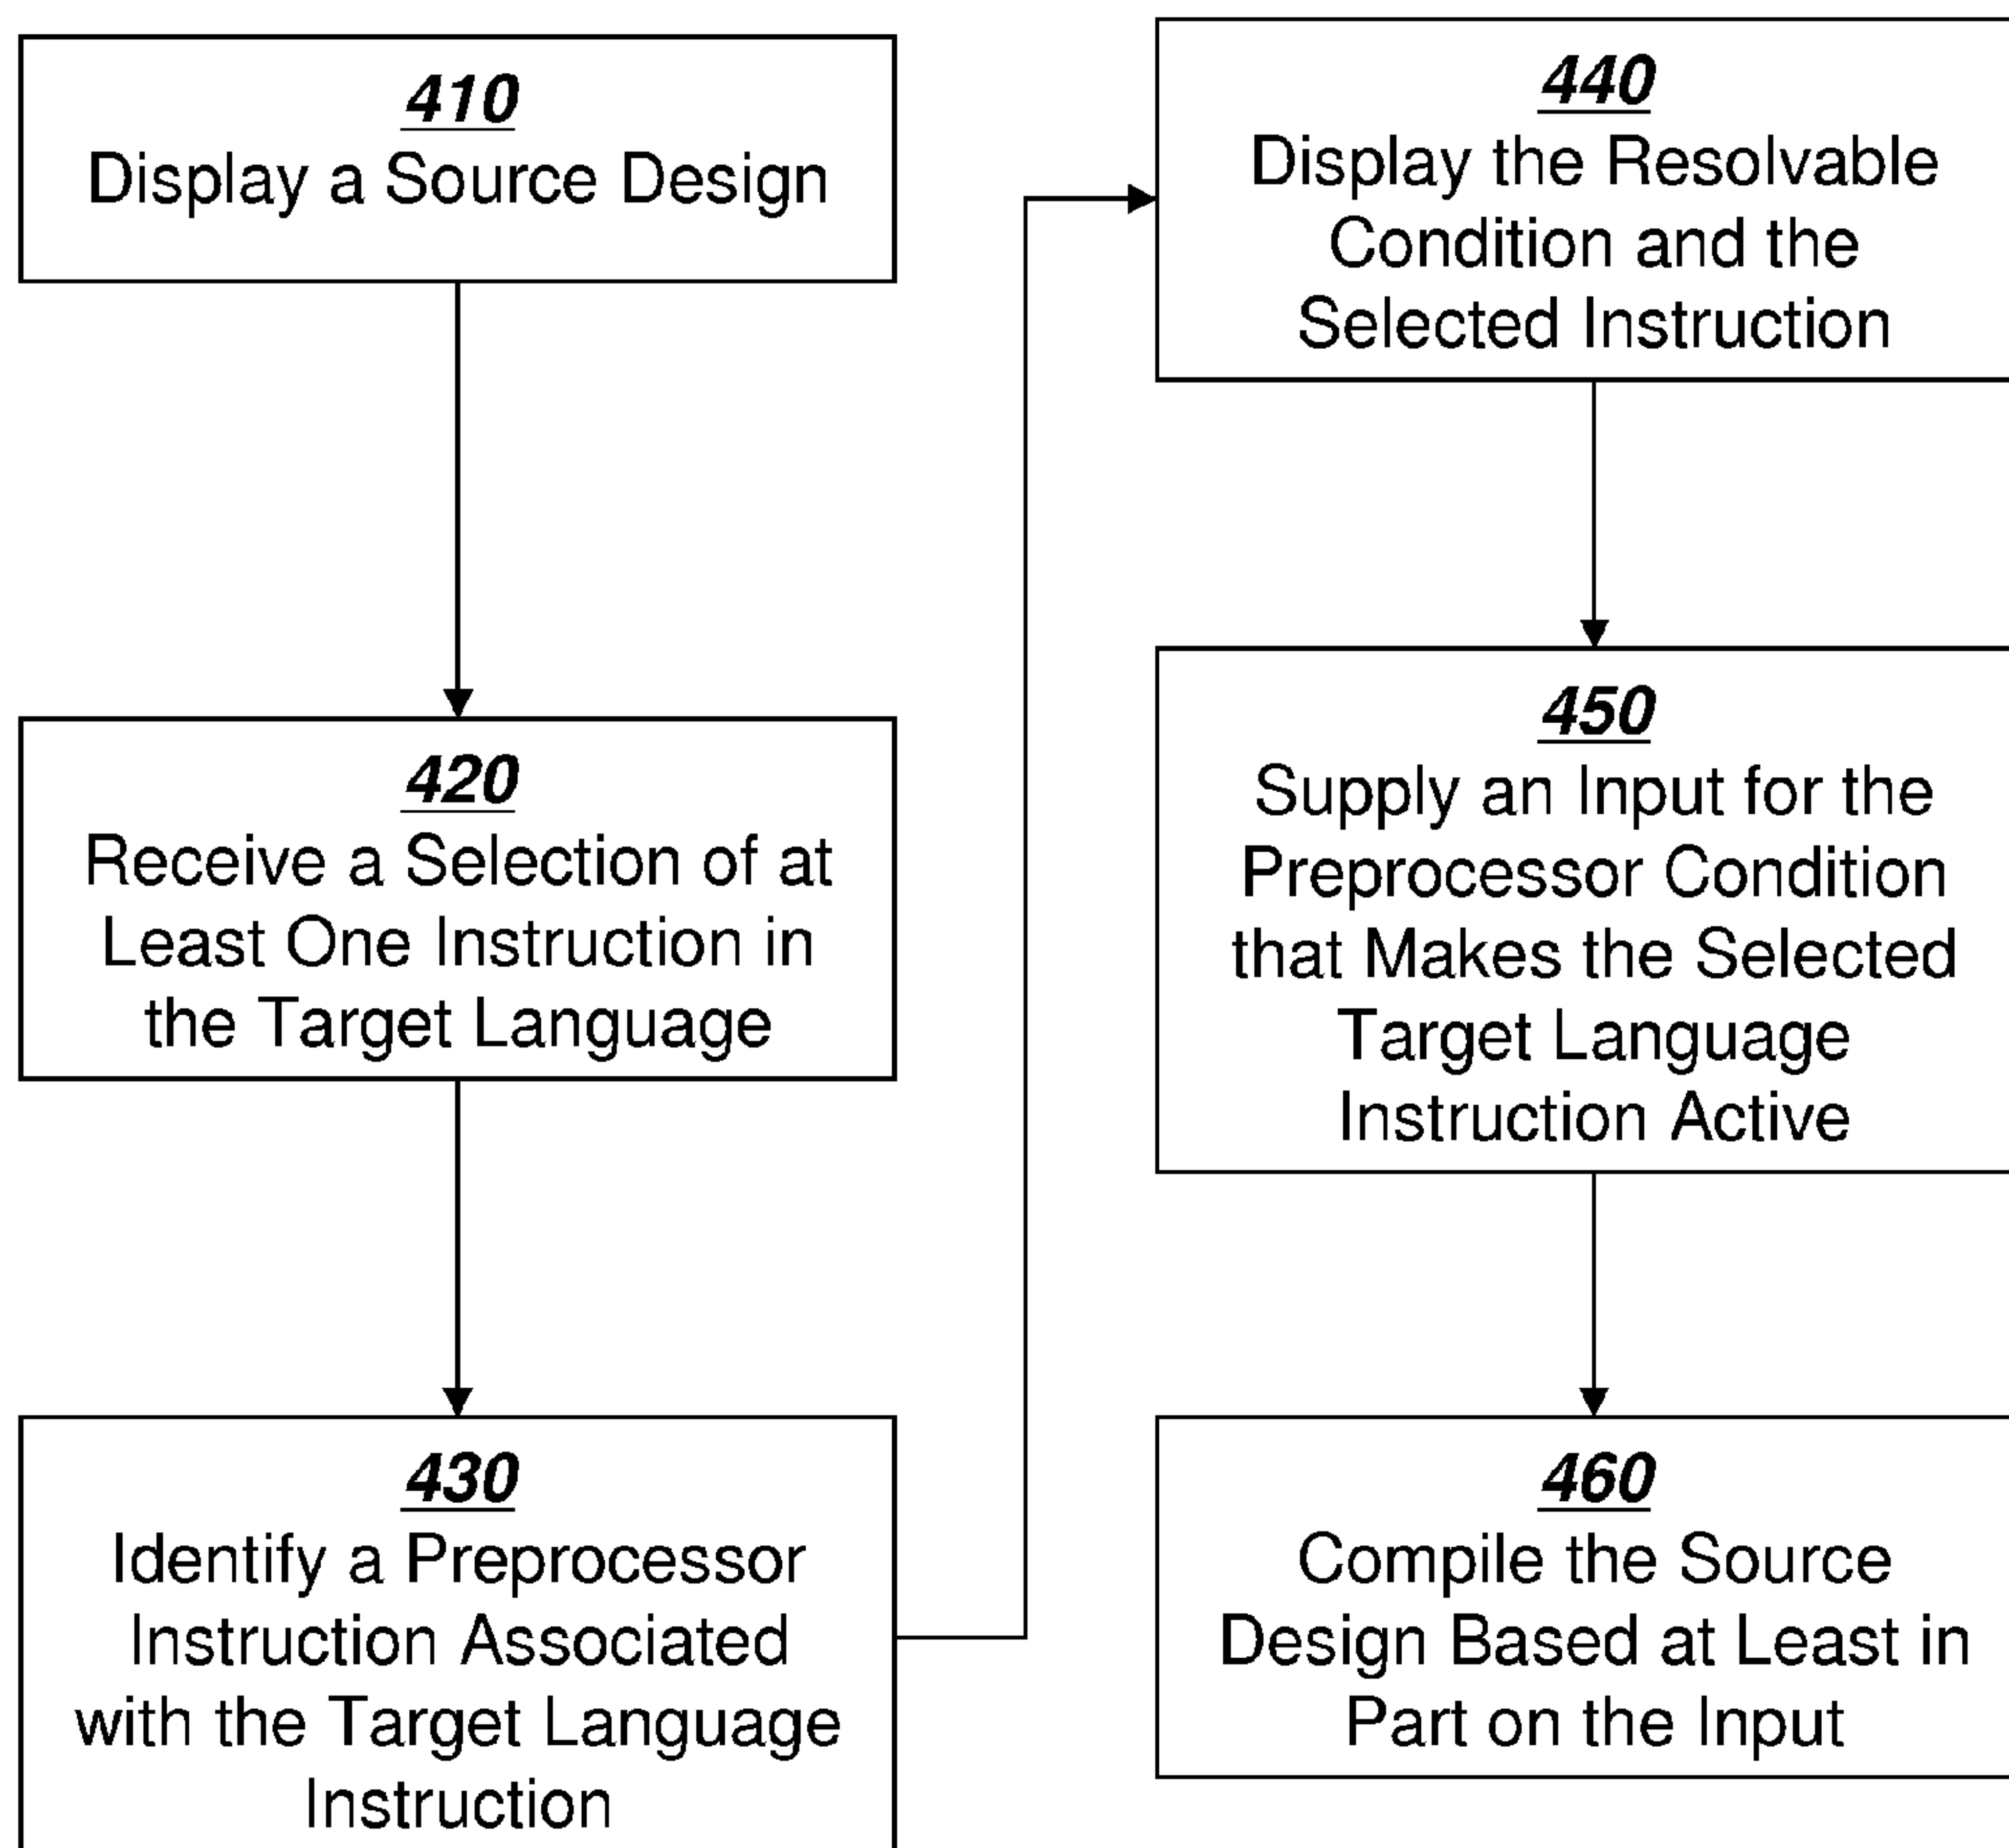 410
Display a Source Design
420
Receive a Selection of at
Least One Instruction in
the Target Language
430
Identify a Preprocessor
Instruction Associated
with the Target Language
Instruction
440
Display the Resolvable
Condition and the
Selected Instruction
450
Supply an Input for the
Preprocessor Condition
that Makes the Selected
Target Language
Instruction Active
460
Compile the Source
Design Based at Least in
Part on the Input